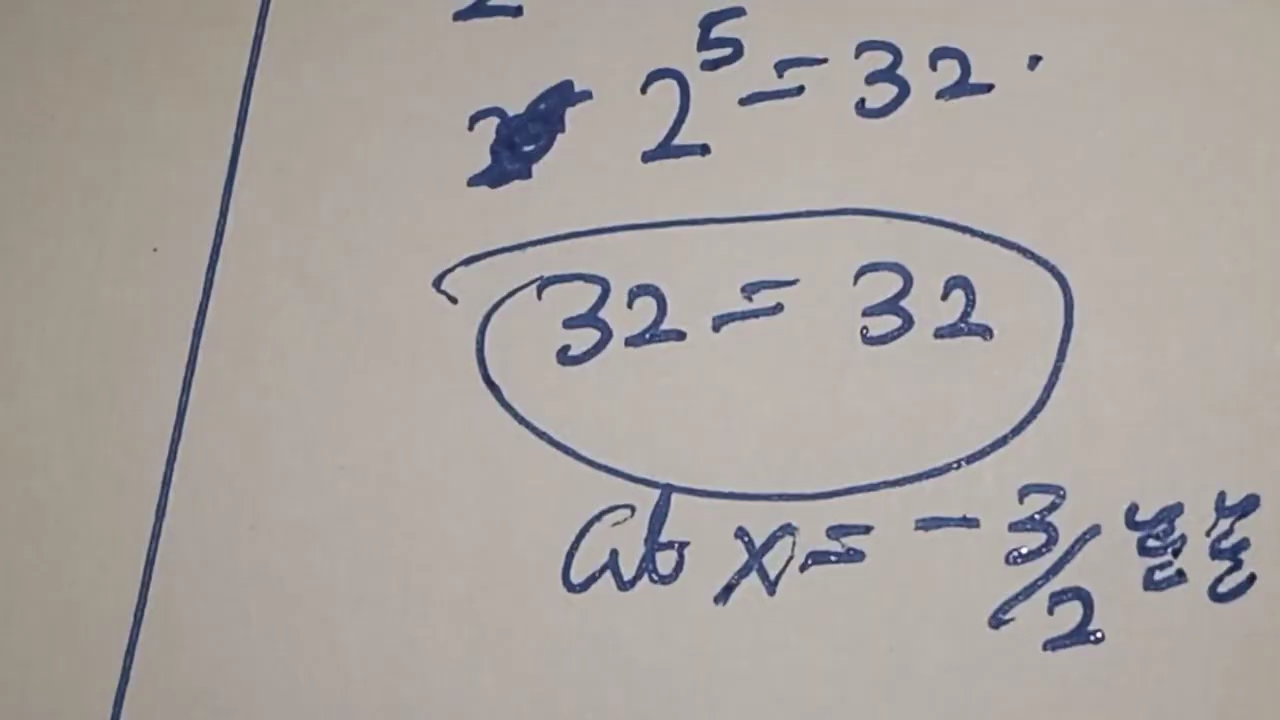 2⁵ = 32.
32 = 32
at x = -3/2